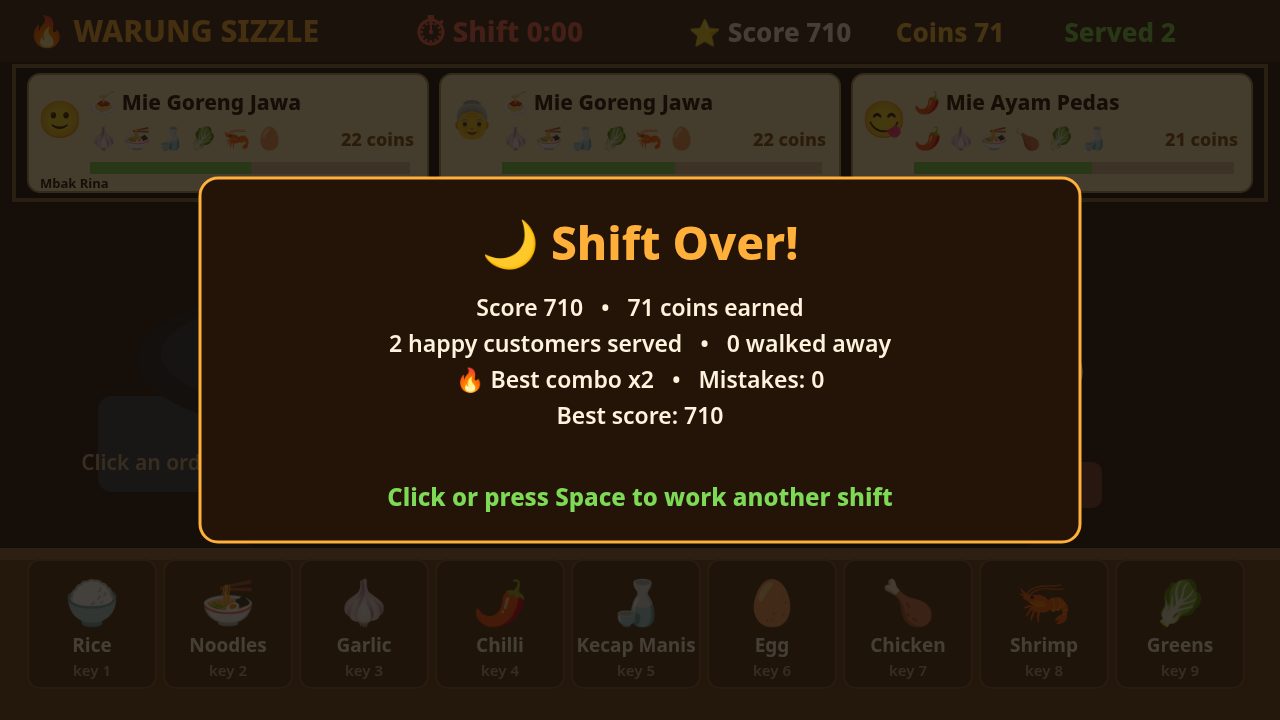 WARUNG SIZZLE
Shift 0:00
Score 710
Coins 71
Served 2
Mie Goreng Jawa
22 coins
Mbak Rina
Mie Goreng Jawa
22 coins
Mie Ayam Pedas
21 coins
Shift Over!
Score 710 • 71 coins earned
2 happy customers served • 0 walked away
Best combo x2 • Mistakes: 0
Best score: 710
Click or press Space to work another shift
Click an ord
Rice
key 1
Noodles
key 2
Garlic
key 3
Chilli
key 4
Kecap Manis
key 5
Egg
key 6
Chicken
key 7
Shrimp
key 8
Greens
key 9